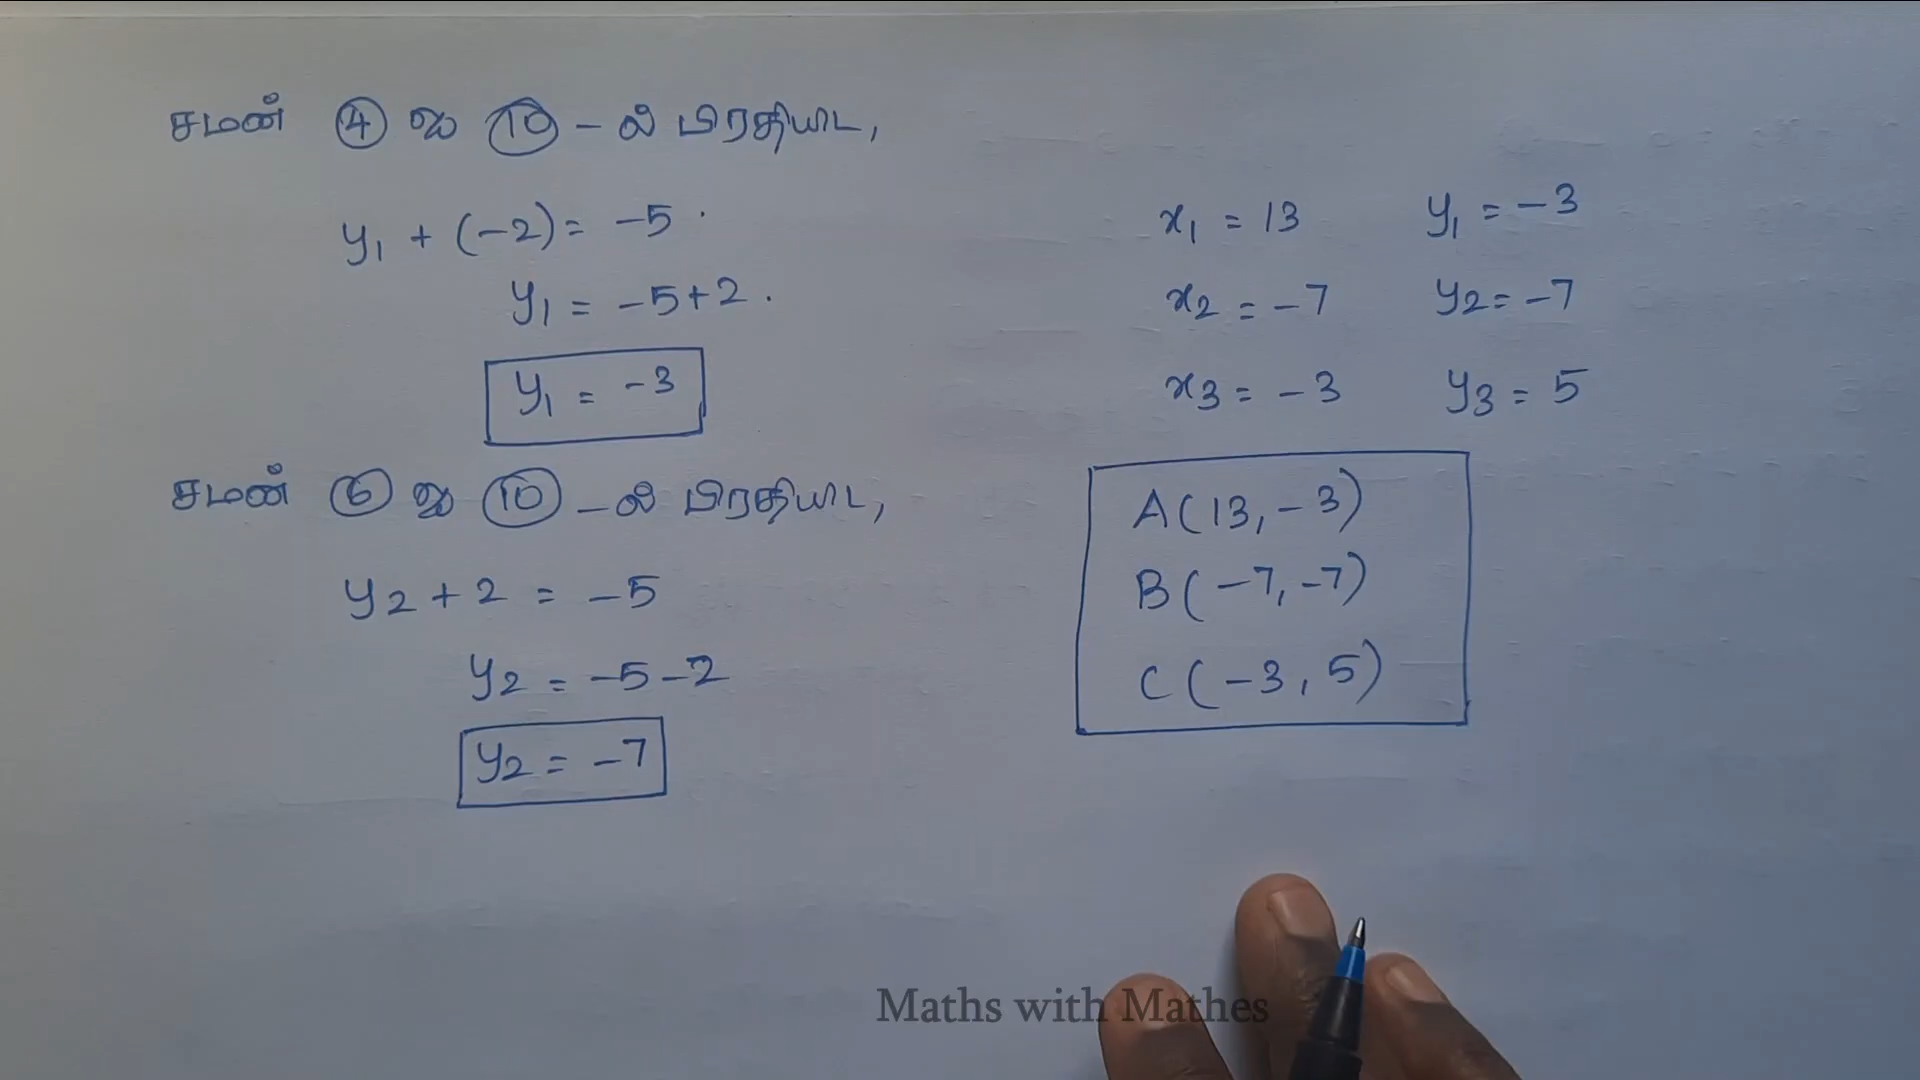 சமன் ④ ஐ ⑩ - ல் பிரதியிட,
y₁ + (-2) = -5.
y₁ = -5+2.
y₁ = -3
சமன் ⑥ ஐ ⑩ - ல் பிரதியிட,
y₂ + 2 = -5
y₂ = -5-2
y₂ = -7
x₁ = 13 y₁ = -3
x₂ = -7 y₂ = -7
x₃ = -3 y₃ = 5
A(13, -3)
B(-7, -7)
C(-3, 5)
Maths with Mathes